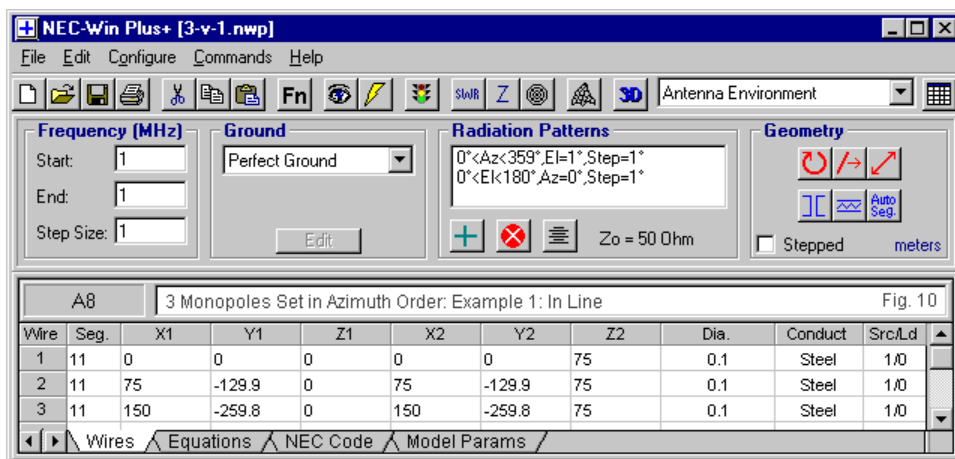 NEC-Win Plus+ [3-v-1.nwp]
File Edit Configure Commands Help
Fn SWR Z 3D Antenna Environment
Frequency (MHz) Ground Radiation Patterns Geometry
Start: 1 Perfect Ground 0°<Az<359°,El=1°,Step=1°
0°<El<180°,Az=0°,Step=1°
End: 1
Auto Seg.
Step Size: 1 Edit Zo = 50 Ohm
Stepped meters
A8 3 Monopoles Set in Azimuth Order: Example 1: In Line Fig. 10
Wire Seg. X1 Y1 Z1 X2 Y2 Z2 Dia. Conduct Src/Ld
1 11 0 0 0 0 0 75 0.1 Steel 1/0
2 11 75 -129.9 0 75 -129.9 75 0.1 Steel 1/0
3 11 150 -259.8 0 150 -259.8 75 0.1 Steel 1/0
Wires Equations NEC Code Model Params